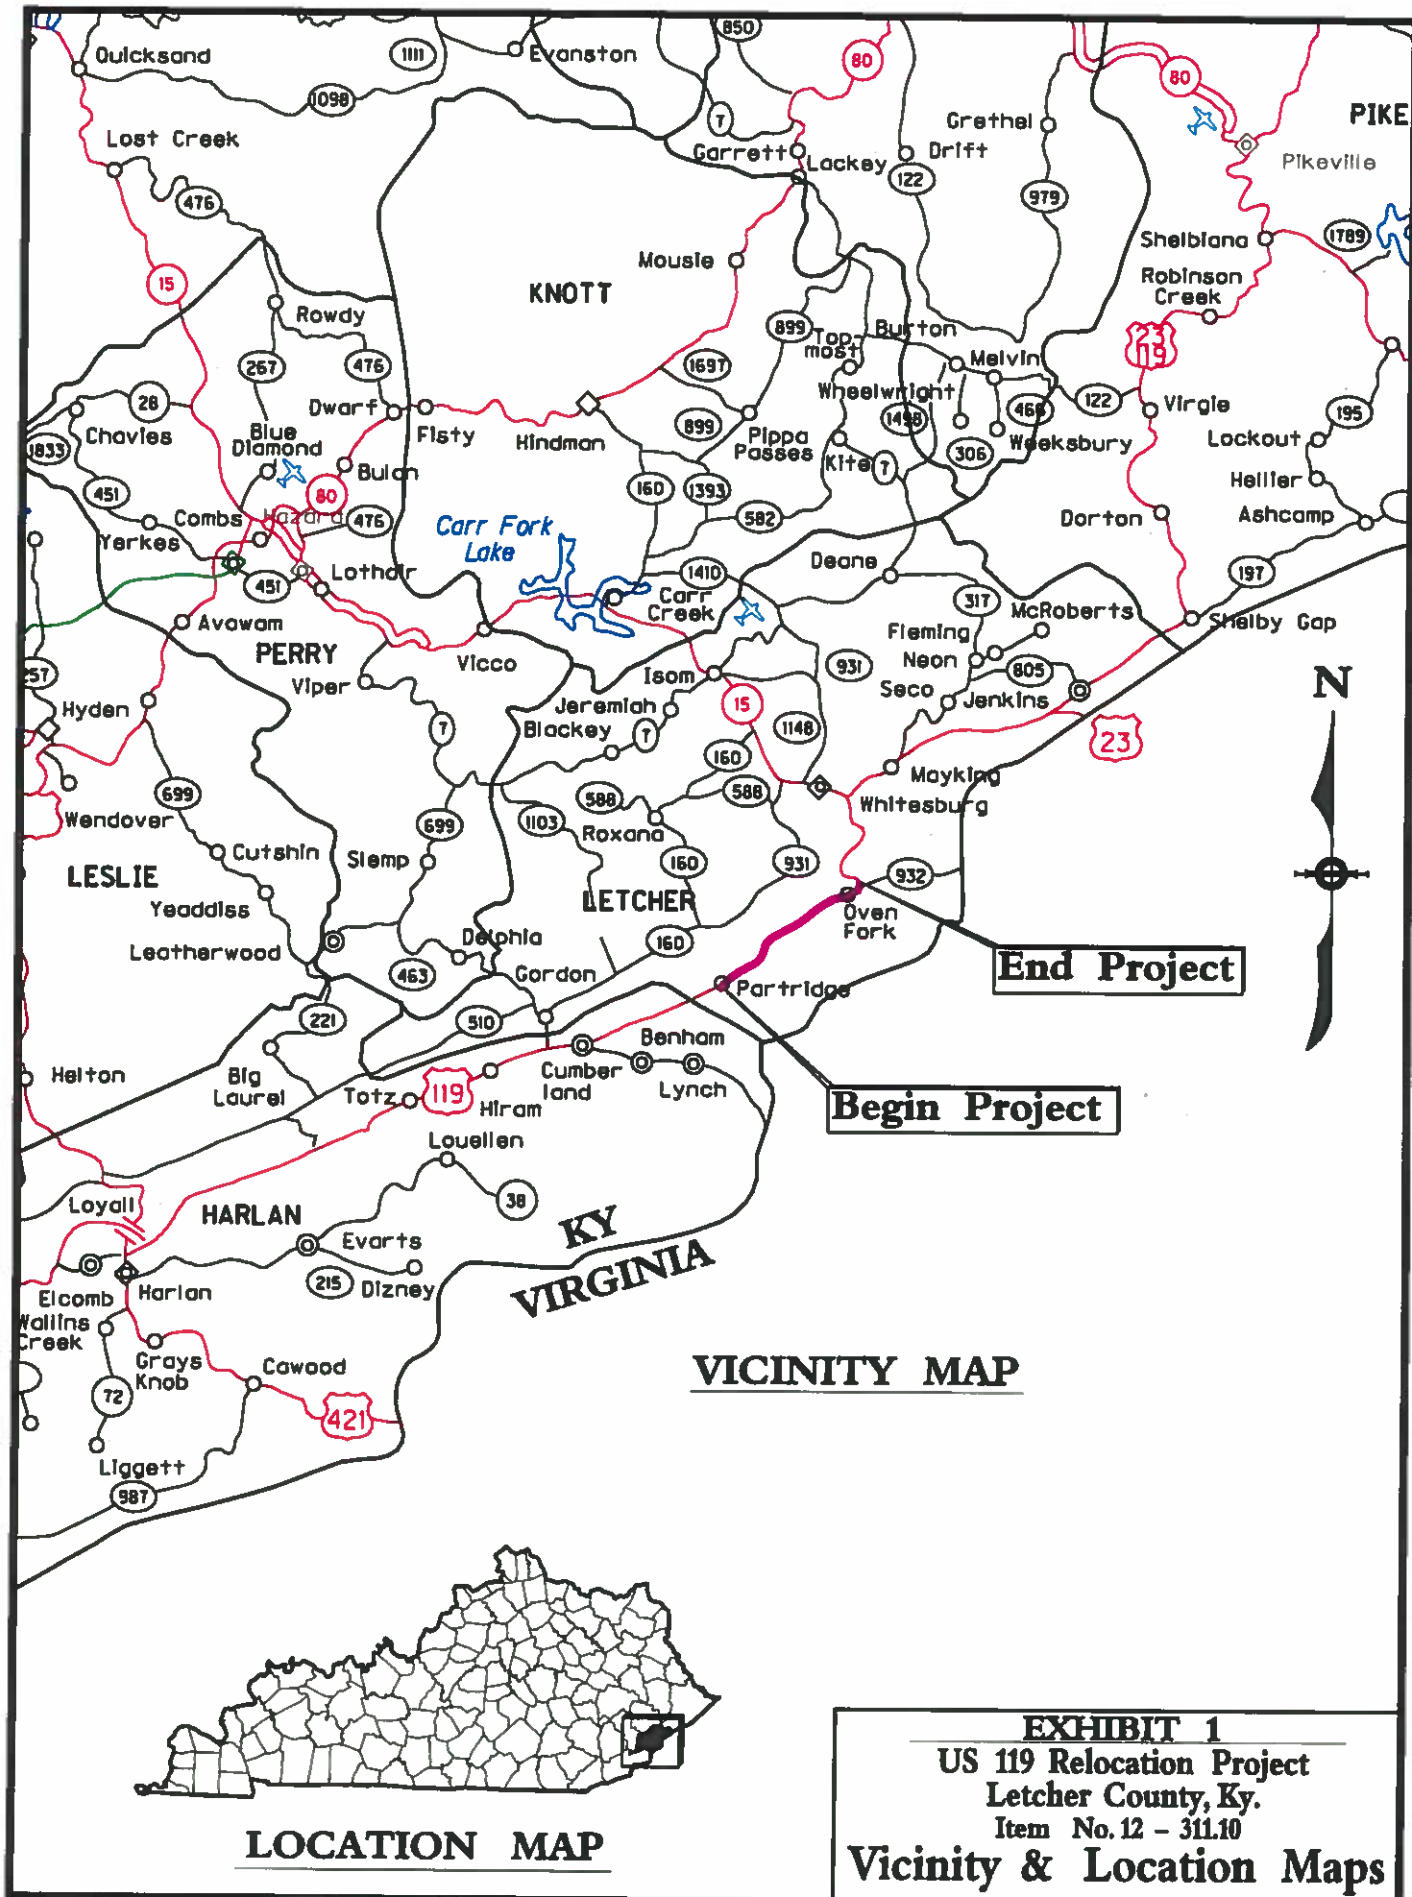 Quicksand
1111
Evanston
850
80
80
1098
7
Grethel
PIKE
Lost Creek
Garrett
Lackey
Drift
Pikeville
476
122
979
Shelbiana
1789
15
Mousie
KNOTT
Robinson
Creek
Rowdy
899
Top-
most
Burton
23
119
267
476
1697
Melvin
Wheelwright
28
Dwarf
Fisty
Hindman
899
Pippa
Passes
1498
466
122
Virgie
195
Chavies
Blue
Diamond
306
Weeksbury
Lockout
1833
Bulan
Kite
7
Hellier
451
80
160
1393
582
Combs
Hazard
476
Carr Fork
Lake
Dorton
Ashcamp
Yerkes
451
Lothair
1410
Deane
197
Carr
Creek
317
McRoberts
Avawam
Fleming
Neon
Shelby Gap
PERRY
Vicco
931
805
257
Viper
Isom
Seco
Jenkins
Hyden
Jeremiah
15
Blackey
7
7
1148
23
160
Mayking
699
588
588
Whitesburg
Wendover
699
1103
Roxana
Cutshin
Slemp
160
931
932
LESLIE
LETCHER
Yeaddiss
Oven
Fork
Leatherwood
Delphia
160
End Project
463
Gordon
Partridge
221
510
Benham
Helton
Big
Laurel
Totz
119
Hiram
Cumber
land
Lynch
Begin Project
Louellen
38
Loyall
HARLAN
KY
VIRGINIA
Evarts
215
Dizney
Elcomb
Harlan
Wallins
Creek
Grays
Knob
Cawood
72
421
Liggett
987
N
VICINITY MAP
LOCATION MAP
EXHIBIT 1
US 119 Relocation Project
Letcher County, Ky.
Item No. 12 - 311.10
Vicinity & Location Maps